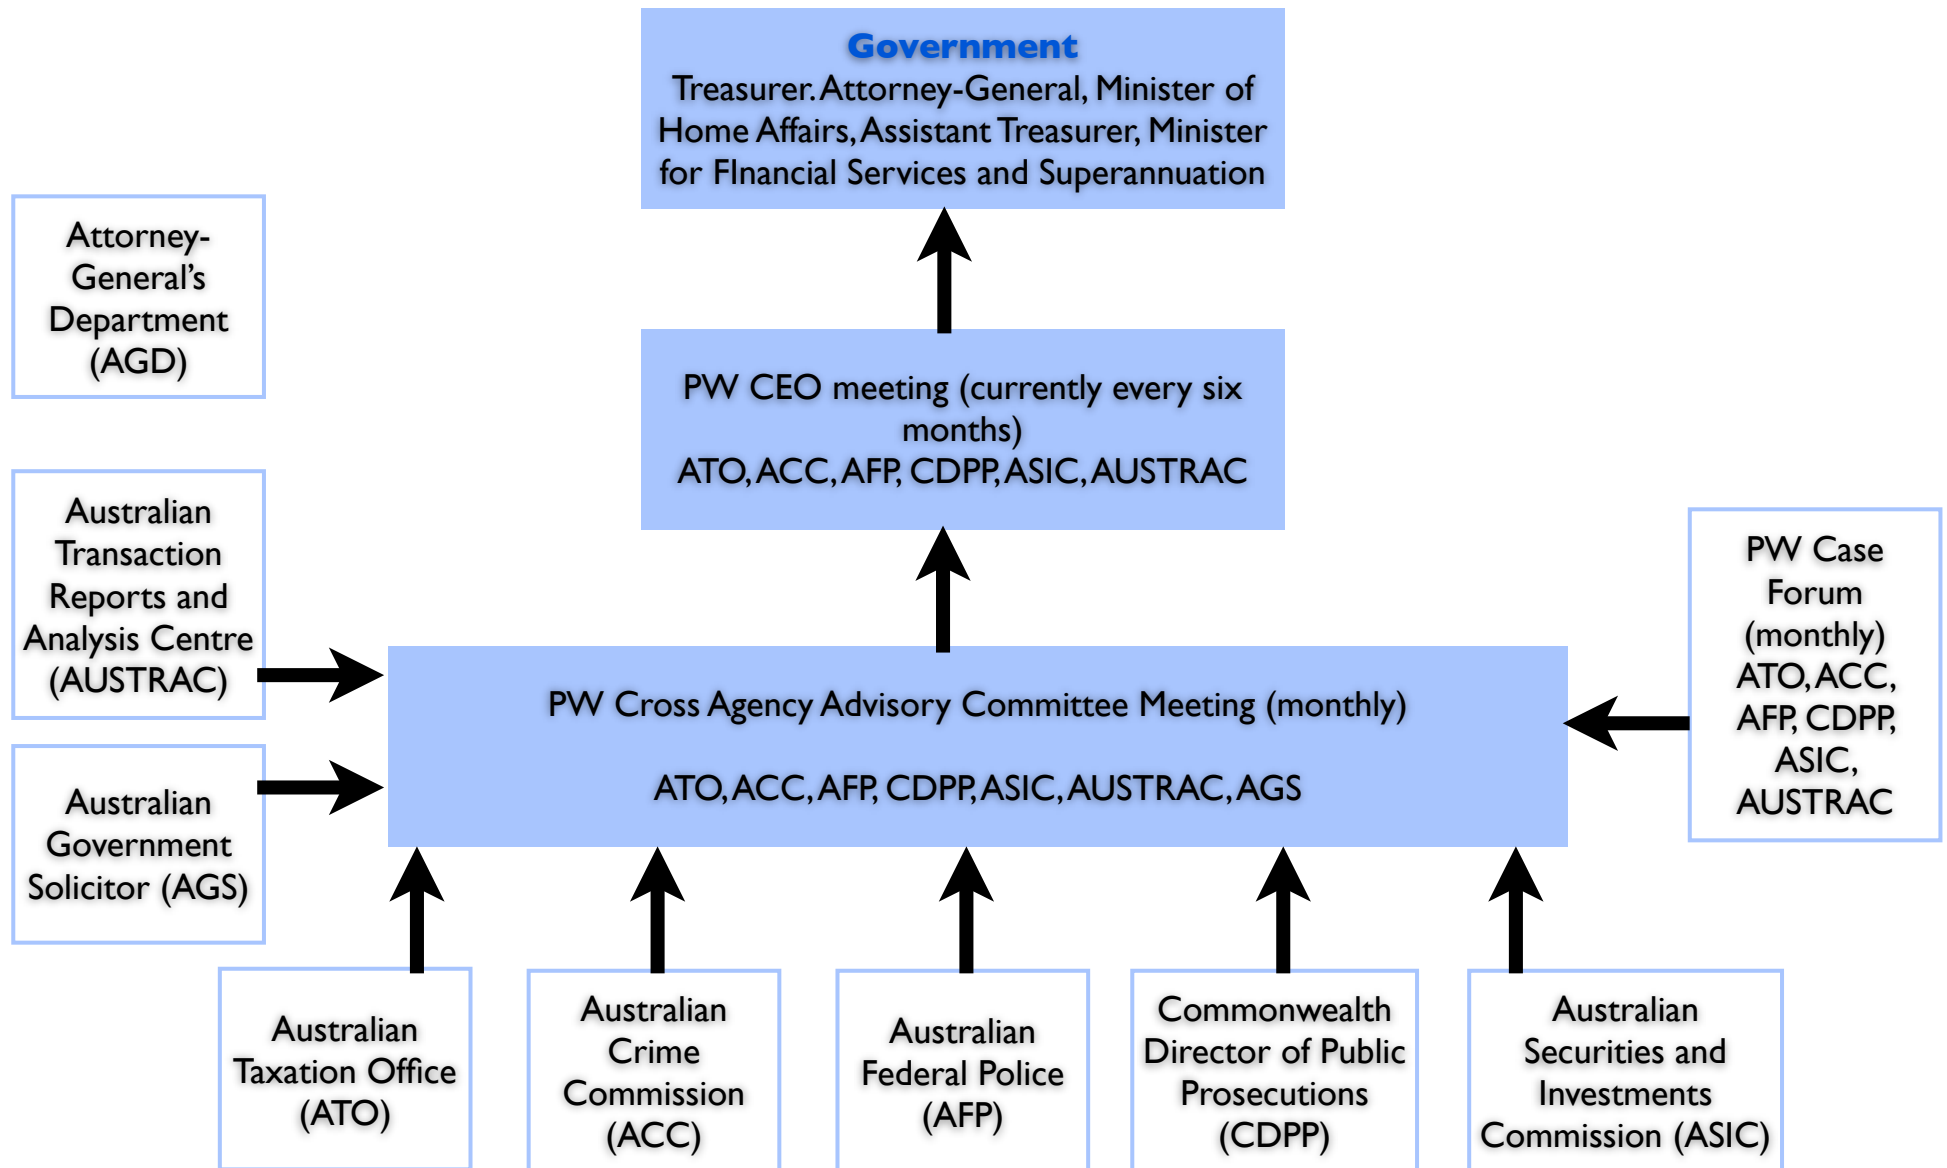 Government
Treasurer. Attorney-General, Minister of
Home Affairs, Assistant Treasurer, Minister
for FInancial Services and Superannuation
Attorney-
General’s
Department
(AGD)
PW CEO meeting (currently every six
months)
ATO, ACC, AFP, CDPP, ASIC, AUSTRAC
Australian
Transaction
Reports and
Analysis Centre
(AUSTRAC)
PW Case
Forum
(monthly)
ATO, ACC,
AFP, CDPP,
ASIC,
AUSTRAC
PW Cross Agency Advisory Committee Meeting (monthly)
ATO, ACC, AFP, CDPP, ASIC, AUSTRAC, AGS
Australian
Government
Solicitor (AGS)
Australian
Taxation Office
(ATO)
Australian
Crime
Commission
(ACC)
Australian
Federal Police
(AFP)
Commonwealth
Director of Public
Prosecutions
(CDPP)
Australian
Securities and
Investments
Commission (ASIC)